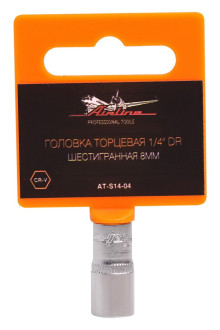 Airline
PROFESSIONAL TOOLS
ГОЛОВКА ТОРЦЕВАЯ 1/4" DR
ШЕСТИГРАННАЯ 8ММ
CR-V
AT-S14-04